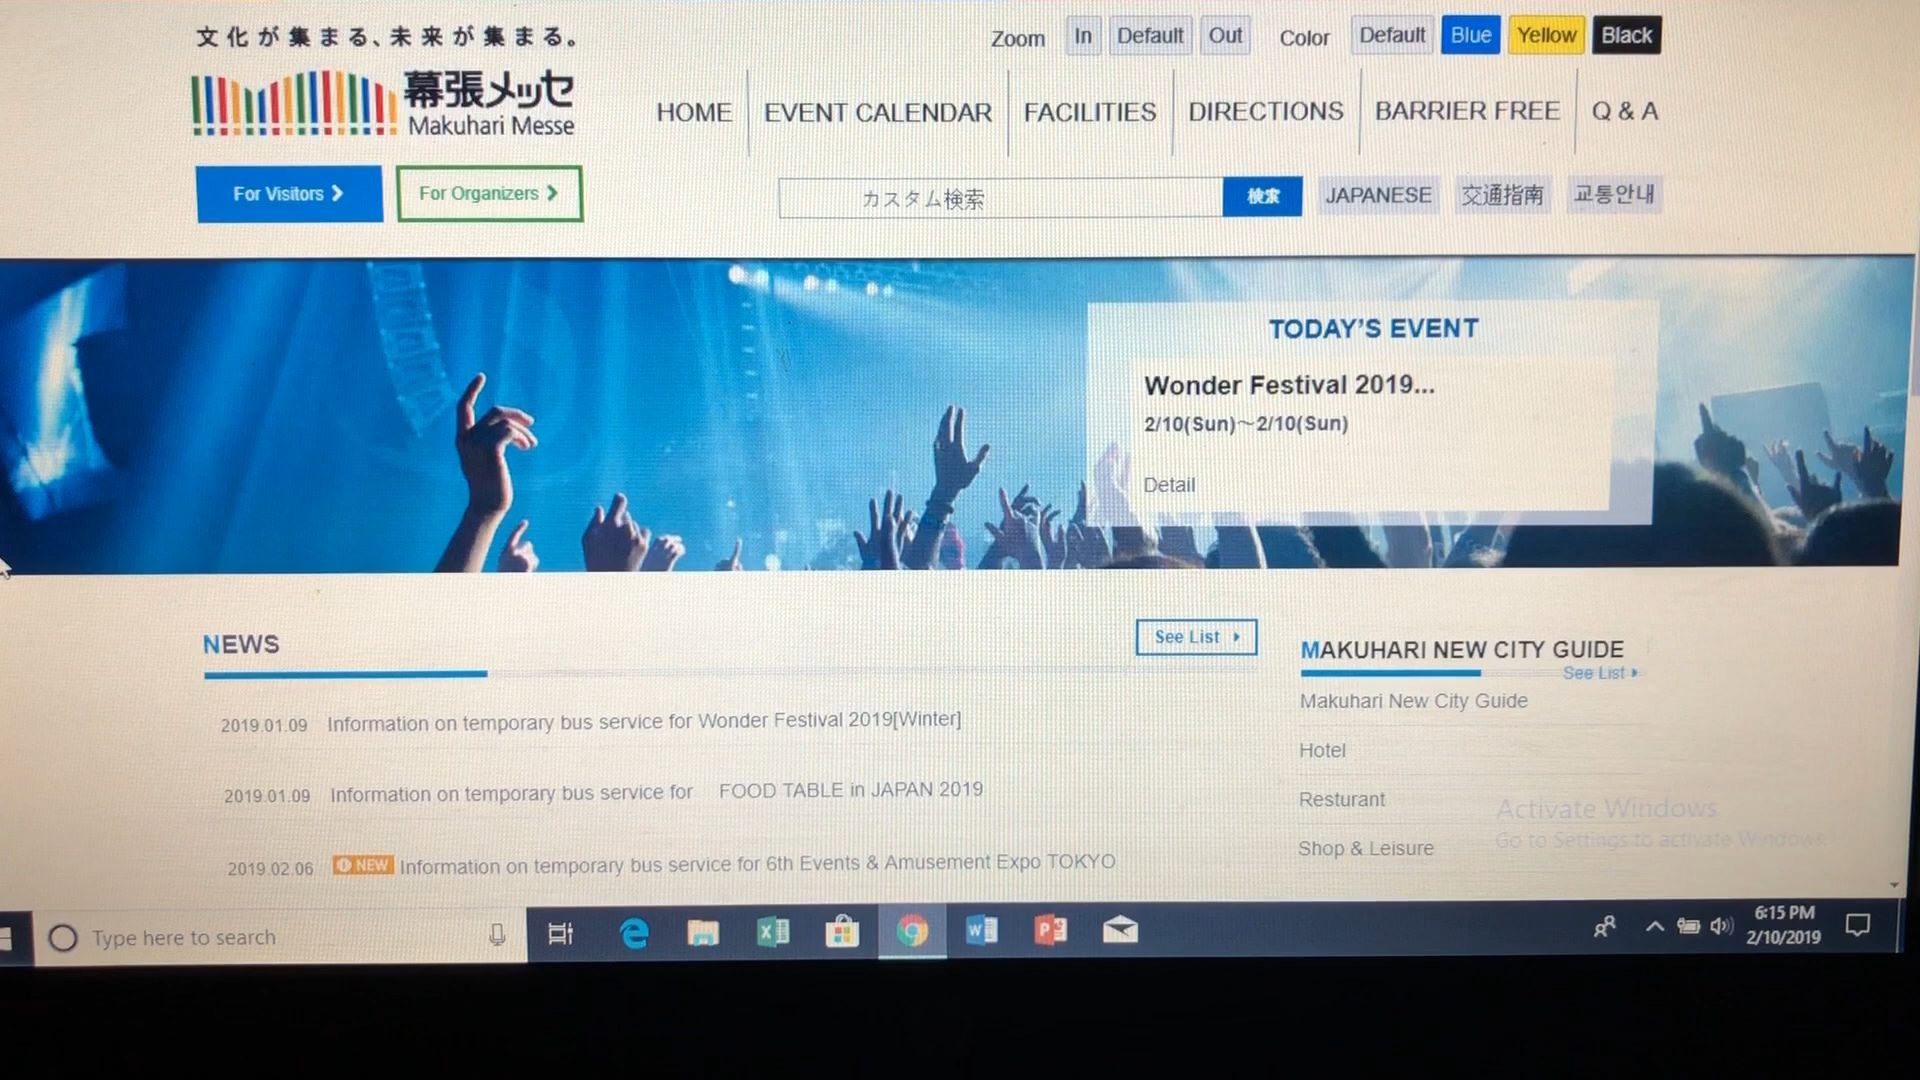 文化が集まる、未来が集まる。
Zoom In Default Out Color Default Blue Yellow Black
幕張メッセ
Makuhari Messe
HOME EVENT CALENDAR FACILITIES DIRECTIONS BARRIER FREE Q & A
For Visitors For Organizers
カスタム検索 検索 JAPANESE 交通指南 교통안내
TODAY'S EVENT
Wonder Festival 2019...
2/10(Sun)～2/10(Sun)
Detail
NEWS
See List
2019.01.09 Information on temporary bus service for Wonder Festival 2019[Winter]
2019.01.09 Information on temporary bus service for FOOD TABLE in JAPAN 2019
2019.02.06 NEW Information on temporary bus service for 6th Events & Amusement Expo TOKYO
MAKUHARI NEW CITY GUIDE
See List
Makuhari New City Guide
Hotel
Resturant
Shop & Leisure
Activate Windows
Go to Settings to activate Windows.
Type here to search
6:15 PM
2/10/2019